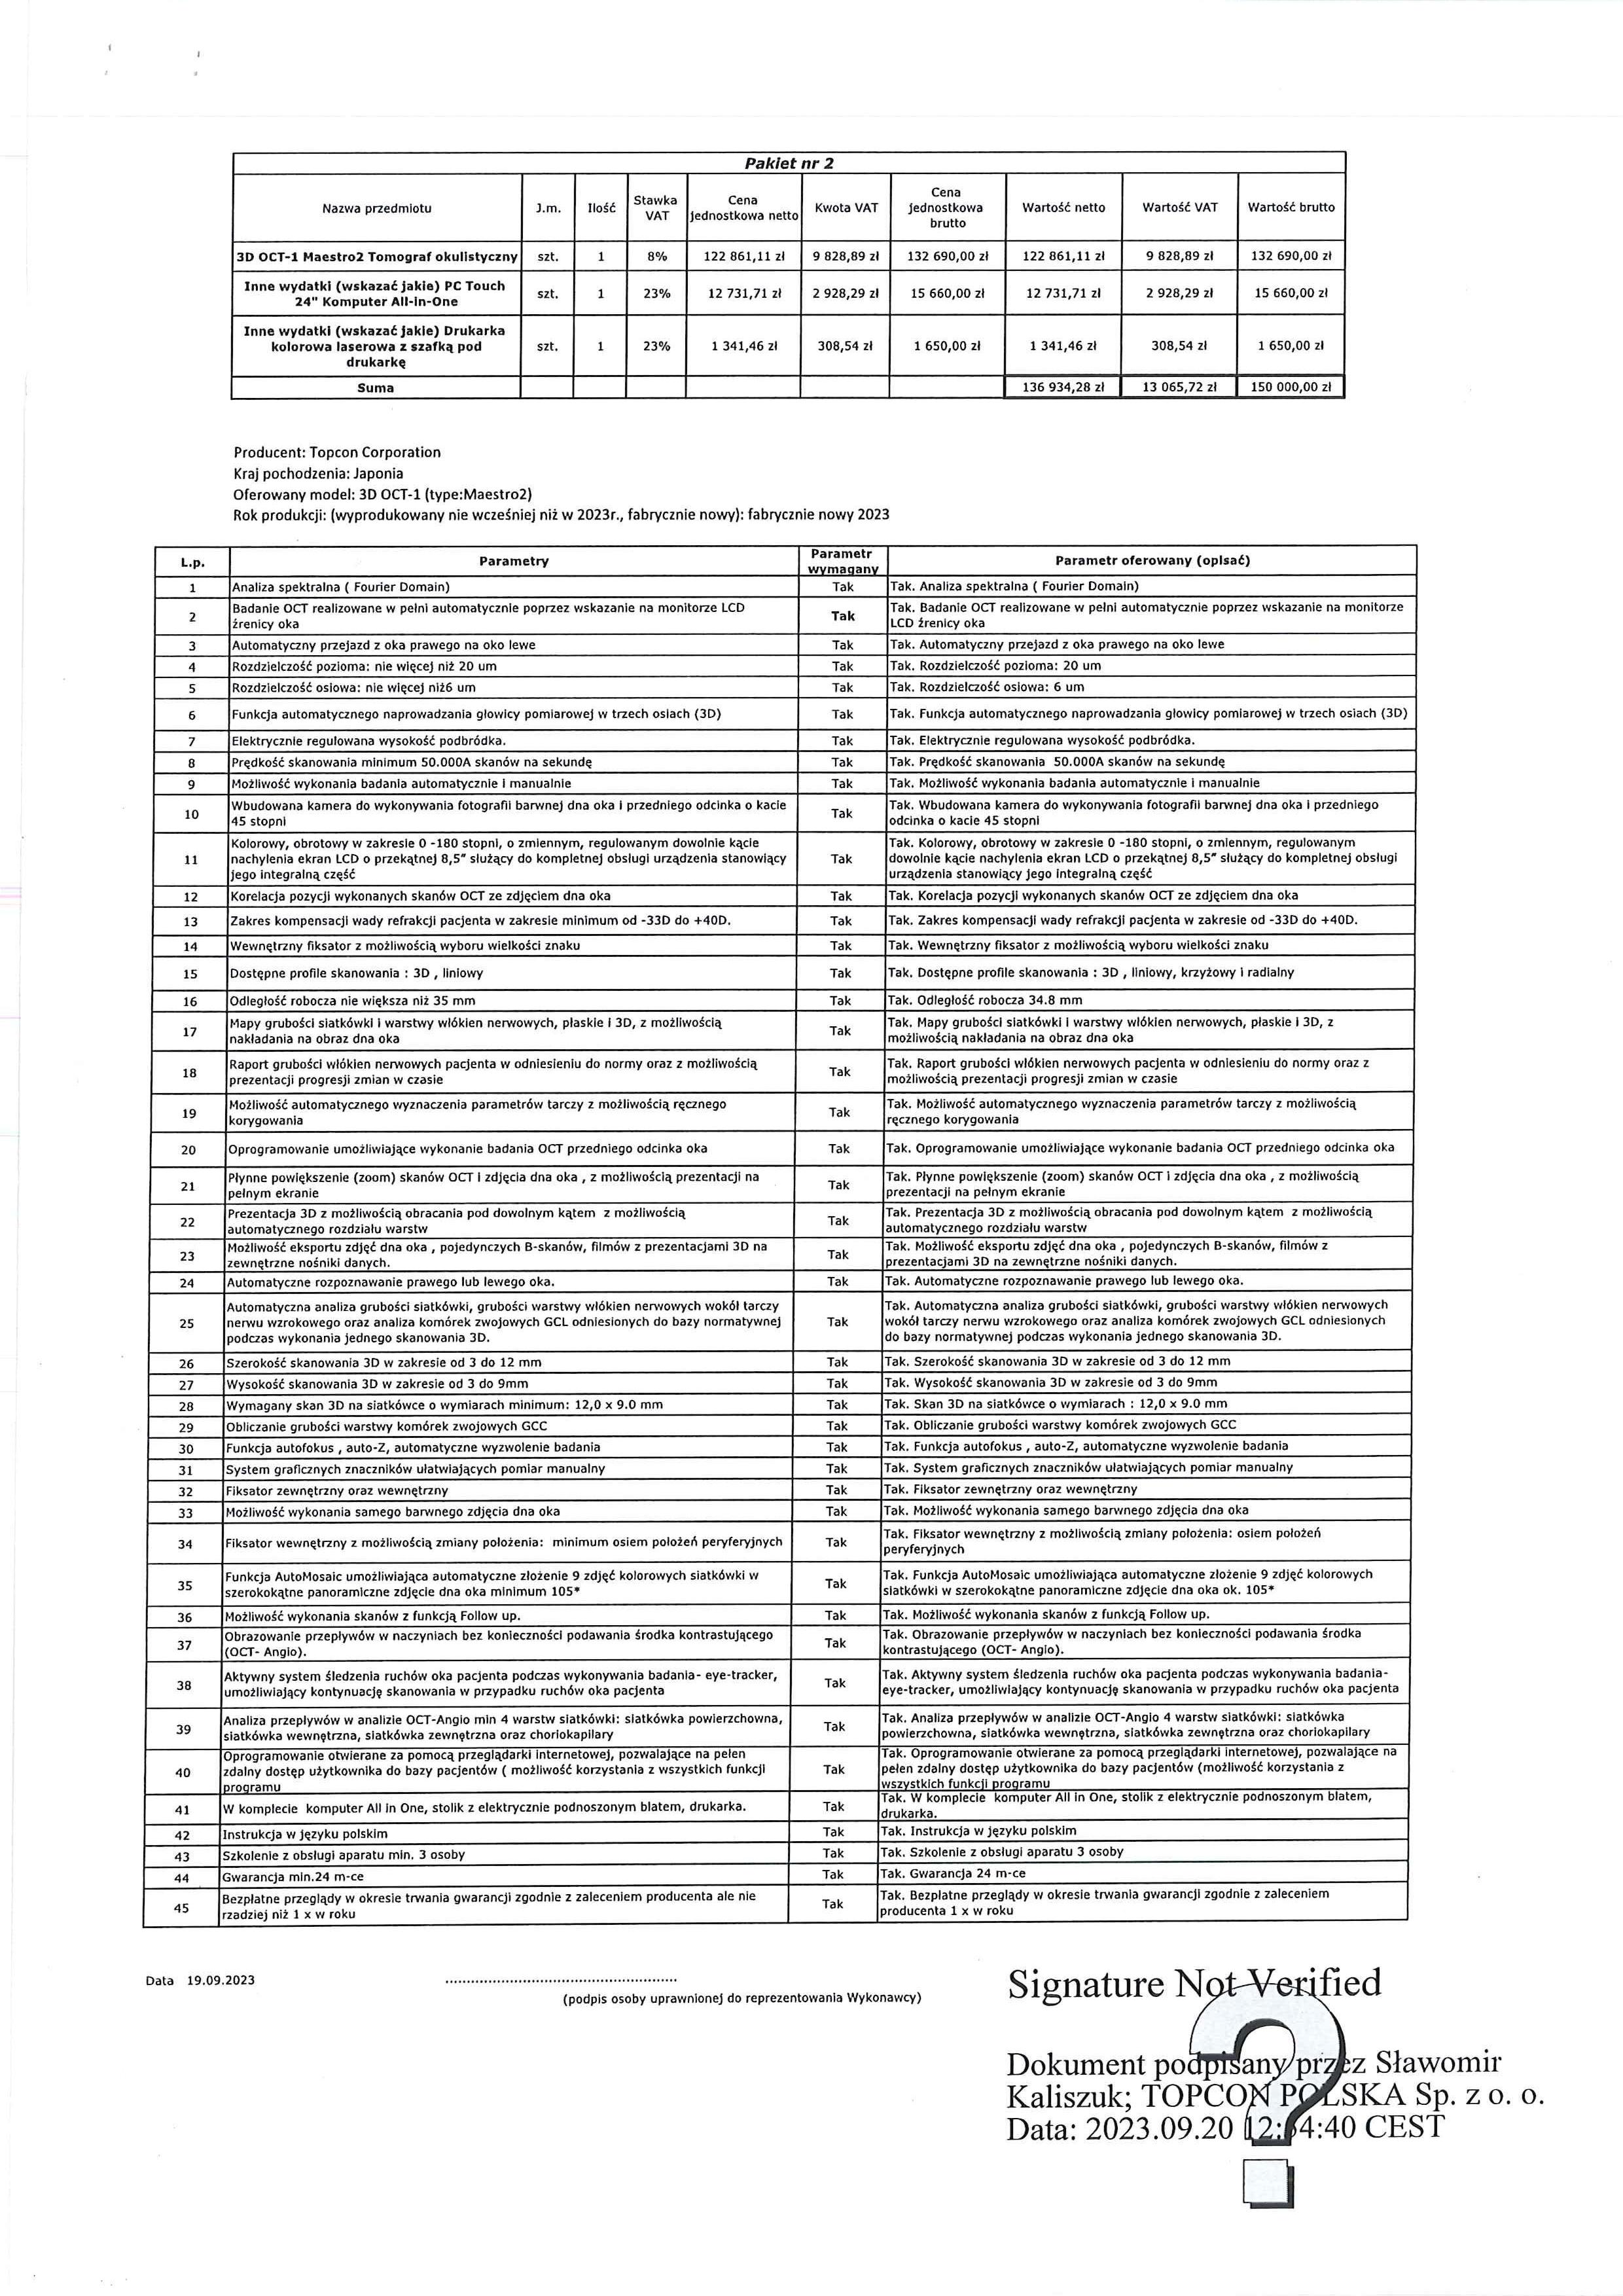 Pakiet nr 2
Nazwa przedmiotu J.m. Ilość Stawka VAT Cena jednostkowa netto Kwota VAT Cena jednostkowa brutto Wartość netto Wartość VAT Wartość brutto
3D OCT-1 Maestro2 Tomograf okulistyczny szt. 1 8% 122 861,11 zł 9 828,89 zł 132 690,00 zł 122 861,11 zł 9 828,89 zł 132 690,00 zł
Inne wydatki (wskazać jakie) PC Touch 24" Komputer All-in-One szt. 1 23% 12 731,71 zł 2 928,29 zł 15 660,00 zł 12 731,71 zł 2 928,29 zł 15 660,00 zł
Inne wydatki (wskazać jakie) Drukarka kolorowa laserowa z szafką pod drukarkę szt. 1 23% 1 341,46 zł 308,54 zł 1 650,00 zł 1 341,46 zł 308,54 zł 1 650,00 zł
Suma 136 934,28 zł 13 065,72 zł 150 000,00 zł
Producent: Topcon Corporation
Kraj pochodzenia: Japonia
Oferowany model: 3D OCT-1 (type:Maestro2)
Rok produkcji: (wyprodukowany nie wcześniej niż w 2023r., fabrycznie nowy): fabrycznie nowy 2023
L.p. Parametry Parametr wymagany Parametr oferowany (opisać)
1 Analiza spektralna ( Fourier Domain) Tak Tak. Analiza spektralna ( Fourier Domain)
2 Badanie OCT realizowane w pełni automatycznie poprzez wskazanie na monitorze LCD źrenicy oka Tak Tak. Badanie OCT realizowane w pełni automatycznie poprzez wskazanie na monitorze LCD źrenicy oka
3 Automatyczny przejazd z oka prawego na oko lewe Tak Tak. Automatyczny przejazd z oka prawego na oko lewe
4 Rozdzielczość pozioma: nie więcej niż 20 um Tak Tak. Rozdzielczość pozioma: 20 um
5 Rozdzielczość osiowa: nie więcej niż6 um Tak Tak. Rozdzielczość osiowa: 6 um
6 Funkcja automatycznego naprowadzania głowicy pomiarowej w trzech osiach (3D) Tak Tak. Funkcja automatycznego naprowadzania głowicy pomiarowej w trzech osiach (3D)
7 Elektrycznie regulowana wysokość podbródka. Tak Tak. Elektrycznie regulowana wysokość podbródka.
8 Prędkość skanowania minimum 50.000A skanów na sekundę Tak Tak. Prędkość skanowania 50.000A skanów na sekundę
9 Możliwość wykonania badania automatycznie i manualnie Tak Tak. Możliwość wykonania badania automatycznie i manualnie
10 Wbudowana kamera do wykonywania fotografii barwnej dna oka i przedniego odcinka o kacie 45 stopni Tak Tak. Wbudowana kamera do wykonywania fotografii barwnej dna oka i przedniego odcinka o kacie 45 stopni
11 Kolorowy, obrotowy w zakresie 0 -180 stopni, o zmiennym, regulowanym dowolnie kącie nachylenia ekran LCD o przekątnej 8,5" służący do kompletnej obsługi urządzenia stanowiący jego integralną część Tak Tak. Kolorowy, obrotowy w zakresie 0 -180 stopni, o zmiennym, regulowanym dowolnie kącie nachylenia ekran LCD o przekątnej 8,5" służący do kompletnej obsługi urządzenia stanowiący jego integralną część
12 Korelacja pozycji wykonanych skanów OCT ze zdjęciem dna oka Tak Tak. Korelacja pozycji wykonanych skanów OCT ze zdjęciem dna oka
13 Zakres kompensacji wady refrakcji pacjenta w zakresie minimum od -33D do +40D. Tak Tak. Zakres kompensacji wady refrakcji pacjenta w zakresie od -33D do +40D.
14 Wewnętrzny fiksator z możliwością wyboru wielkości znaku Tak Tak. Wewnętrzny fiksator z możliwością wyboru wielkości znaku
15 Dostępne profile skanowania : 3D , liniowy Tak Tak. Dostępne profile skanowania : 3D , liniowy, krzyżowy i radialny
16 Odległość robocza nie większa niż 35 mm Tak Tak. Odległość robocza 34.8 mm
17 Mapy grubości siatkówki i warstwy włókien nerwowych, płaskie i 3D, z możliwością nakładania na obraz dna oka Tak Tak. Mapy grubości siatkówki i warstwy włókien nerwowych, płaskie i 3D, z możliwością nakładania na obraz dna oka
18 Raport grubości włókien nerwowych pacjenta w odniesieniu do normy oraz z możliwością prezentacji progresji zmian w czasie Tak Tak. Raport grubości włókien nerwowych pacjenta w odniesieniu do normy oraz z możliwością prezentacji progresji zmian w czasie
19 Możliwość automatycznego wyznaczenia parametrów tarczy z możliwością ręcznego korygowania Tak Tak. Możliwość automatycznego wyznaczenia parametrów tarczy z możliwością ręcznego korygowania
20 Oprogramowanie umożliwiające wykonanie badania OCT przedniego odcinka oka Tak Tak. Oprogramowanie umożliwiające wykonanie badania OCT przedniego odcinka oka
21 Płynne powiększenie (zoom) skanów OCT i zdjęcia dna oka , z możliwością prezentacji na pełnym ekranie Tak Tak. Płynne powiększenie (zoom) skanów OCT i zdjęcia dna oka , z możliwością prezentacji na pełnym ekranie
22 Prezentacja 3D z możliwością obracania pod dowolnym kątem z możliwością automatycznego rozdziału warstw Tak Tak. Prezentacja 3D z możliwością obracania pod dowolnym kątem z możliwością automatycznego rozdziału warstw
23 Możliwość eksportu zdjęć dna oka , pojedynczych B-skanów, filmów z prezentacjami 3D na zewnętrzne nośniki danych. Tak Tak. Możliwość eksportu zdjęć dna oka , pojedynczych B-skanów, filmów z prezentacjami 3D na zewnętrzne nośniki danych.
24 Automatyczne rozpoznawanie prawego lub lewego oka. Tak Tak. Automatyczne rozpoznawanie prawego lub lewego oka.
25 Automatyczna analiza grubości siatkówki, grubości warstwy włókien nerwowych wokół tarczy nerwu wzrokowego oraz analiza komórek zwojowych GCL odniesionych do bazy normatywnej podczas wykonania jednego skanowania 3D. Tak Tak. Automatyczna analiza grubości siatkówki, grubości warstwy włókien nerwowych wokół tarczy nerwu wzrokowego oraz analiza komórek zwojowych GCL odniesionych do bazy normatywnej podczas wykonania jednego skanowania 3D.
26 Szerokość skanowania 3D w zakresie od 3 do 12 mm Tak Tak. Szerokość skanowania 3D w zakresie od 3 do 12 mm
27 Wysokość skanowania 3D w zakresie od 3 do 9mm Tak Tak. Wysokość skanowania 3D w zakresie od 3 do 9mm
28 Wymagany skan 3D na siatkówce o wymiarach minimum: 12,0 x 9.0 mm Tak Tak. Skan 3D na siatkówce o wymiarach : 12,0 x 9.0 mm
29 Obliczanie grubości warstwy komórek zwojowych GCC Tak Tak. Obliczanie grubości warstwy komórek zwojowych GCC
30 Funkcja autofokus , auto-Z, automatyczne wyzwolenie badania Tak Tak. Funkcja autofokus , auto-Z, automatyczne wyzwolenie badania
31 System graficznych znaczników ułatwiających pomiar manualny Tak Tak. System graficznych znaczników ułatwiających pomiar manualny
32 Fiksator zewnętrzny oraz wewnętrzny Tak Tak. Fiksator zewnętrzny oraz wewnętrzny
33 Możliwość wykonania samego barwnego zdjęcia dna oka Tak Tak. Możliwość wykonania samego barwnego zdjęcia dna oka
34 Fiksator wewnętrzny z możliwością zmiany położenia: minimum osiem położeń peryferyjnych Tak Tak. Fiksator wewnętrzny z możliwością zmiany położenia: osiem położeń peryferyjnych
35 Funkcja AutoMosaic umożliwiająca automatyczne złożenie 9 zdjęć kolorowych siatkówki w szerokokątne panoramiczne zdjęcie dna oka minimum 105* Tak Tak. Funkcja AutoMosaic umożliwiająca automatyczne złożenie 9 zdjęć kolorowych siatkówki w szerokokątne panoramiczne zdjęcie dna oka ok. 105*
36 Możliwość wykonania skanów z funkcją Follow up. Tak Tak. Możliwość wykonania skanów z funkcją Follow up.
37 Obrazowanie przepływów w naczyniach bez konieczności podawania środka kontrastującego (OCT- Angio). Tak Tak. Obrazowanie przepływów w naczyniach bez konieczności podawania środka kontrastującego (OCT- Angio).
38 Aktywny system śledzenia ruchów oka pacjenta podczas wykonywania badania- eye-tracker, umożliwiający kontynuację skanowania w przypadku ruchów oka pacjenta Tak Tak. Aktywny system śledzenia ruchów oka pacjenta podczas wykonywania badania- eye-tracker, umożliwiający kontynuację skanowania w przypadku ruchów oka pacjenta
39 Analiza przepływów w analizie OCT-Angio min 4 warstw siatkówki: siatkówka powierzchowna, siatkówka wewnętrzna, siatkówka zewnętrzna oraz choriokapilary Tak Tak. Analiza przepływów w analizie OCT-Angio 4 warstw siatkówki: siatkówka powierzchowna, siatkówka wewnętrzna, siatkówka zewnętrzna oraz choriokapilary
40 Oprogramowanie otwierane za pomocą przeglądarki internetowej, pozwalające na pełen zdalny dostęp użytkownika do bazy pacjentów ( możliwość korzystania z wszystkich funkcji programu Tak Tak. Oprogramowanie otwierane za pomocą przeglądarki internetowej, pozwalające na pełen zdalny dostęp użytkownika do bazy pacjentów (możliwość korzystania z wszystkich funkcji programu
41 W komplecie komputer All in One, stolik z elektrycznie podnoszonym blatem, drukarka. Tak Tak. W komplecie komputer All in One, stolik z elektrycznie podnoszonym blatem, drukarka.
42 Instrukcja w języku polskim Tak Tak. Instrukcja w języku polskim
43 Szkolenie z obsługi aparatu min. 3 osoby Tak Tak. Szkolenie z obsługi aparatu 3 osoby
44 Gwarancja min.24 m-ce Tak Tak. Gwarancja 24 m-ce
45 Bezpłatne przeglądy w okresie trwania gwarancji zgodnie z zaleceniem producenta ale nie rzadziej niż 1 x w roku Tak Tak. Bezpłatne przeglądy w okresie trwania gwarancji zgodnie z zaleceniem producenta 1 x w roku
Data 19.09.2023
(podpis osoby uprawnionej do reprezentowania Wykonawcy)
Signature Not Verified
Dokument podpisany przez Sławomir
Kaliszuk; TOPCON POLSKA Sp. z o. o.
Data: 2023.09.20 CEST